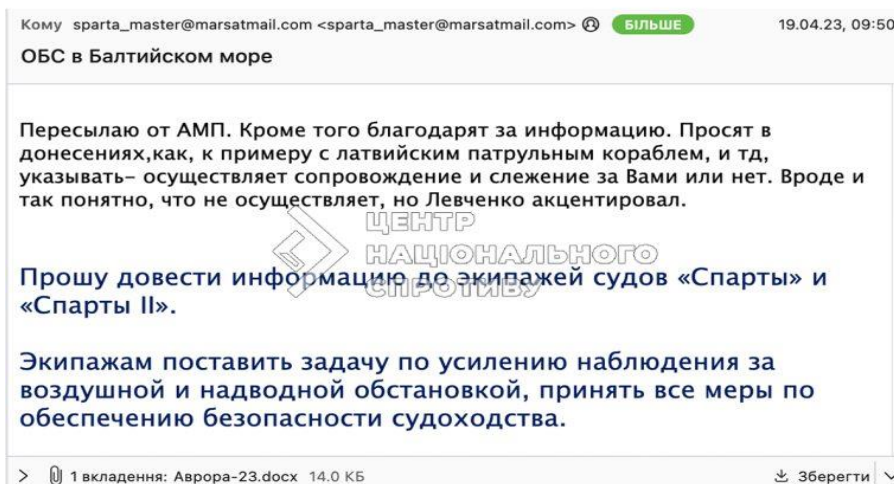 Кому sparta_master@marsatmail.com <sparta_master@marsatmail.com> БІЛЬШЕ 19.04.23, 09:50
ОБС в Балтийском море
Пересылаю от АМП. Кроме того благодарят за информацию. Просят в
донесениях,как, к примеру с латвийским патрульным кораблем, и тд,
указывать– осуществляет сопровождение и слежение за Вами или нет. Вроде и
так понятно, что не осуществляет, но Левченко акцентировал.
ЦЕНТР
НАЦІОНАЛЬНОГО
СПРОТИВУ
Прошу довести информацию до экипажей судов «Спарты» и
«Спарты II».
Экипажам поставить задачу по усилению наблюдения за
воздушной и надводной обстановкой, принять все меры по
обеспечению безопасности судоходства.
1 вкладення: Аврора-23.docx 14.0 КБ Зберегти